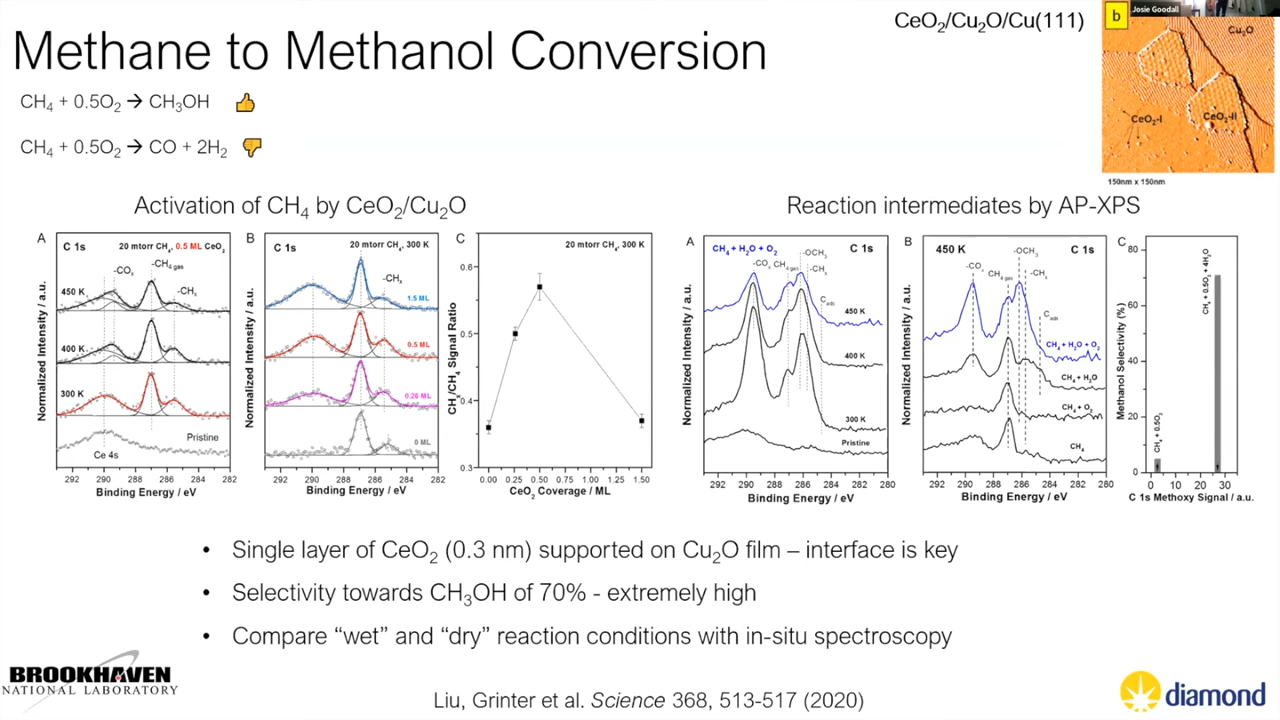 CeO₂/Cu₂O/Cu(111)
b
Josie Goodall
Methane to Methanol Conversion
CH₄ + 0.5O₂ → CH₃OH 👍
CH₄ + 0.5O₂ → CO + 2H₂ 👎
Cu₂O
CeO₂-I
CeO₂-II
150nm x 150nm
Activation of CH₄ by CeO₂/Cu₂O
A
C 1s
20 mtorr CH₄, 0.5 ML CeO₂
-COₓ
-CH₄ gas
-CHₓ
450 K
400 K
300 K
Pristine
Ce 4s
Normalized Intensity / a.u.
292 290 288 286 284 282
Binding Energy / eV
B
C 1s
20 mtorr CH₄, 300 K
-CHₓ
1.5 ML
0.5 ML
0.26 ML
0 ML
Normalized Intensity / a.u.
292 290 288 286 284 282
Binding Energy / eV
C
20 mtorr CH₄, 300 K
CHₓ/CH₄ Signal Ratio
0.6
0.5
0.4
0.3
0.00 0.25 0.50 0.75 1.00 1.25 1.50
CeO₂ Coverage / ML
Reaction intermediates by AP-XPS
A
CH₄ + H₂O + O₂
C 1s
-COₓ
CH₄ gas
-OCH₃
-CHₓ
Cads
450 K
400 K
300 K
Pristine
Normalized Intensity / a.u.
292 290 288 286 284 282 280
Binding Energy / eV
B
450 K
C 1s
-OCH₃
-COₓ
CH₄ gas
-CHₓ
Cads
CH₄ + H₂O + O₂
CH₄ + H₂O
CH₄ + O₂
CH₄
Normalized Intensity / a.u.
292 290 288 286 284 282 280
Binding Energy / eV
C
Methanol Selectivity (%)
80
60
40
20
0
CH₄ + 0.5O₂
CH₄ + 0.5O₂ + 4H₂O
0 10 20 30
C 1s Methoxy Signal / a.u.
• Single layer of CeO₂ (0.3 nm) supported on Cu₂O film – interface is key
• Selectivity towards CH₃OH of 70% - extremely high
• Compare “wet” and “dry” reaction conditions with in-situ spectroscopy
BROOKHAVEN
NATIONAL LABORATORY
Liu, Grinter et al. Science 368, 513-517 (2020)
diamond